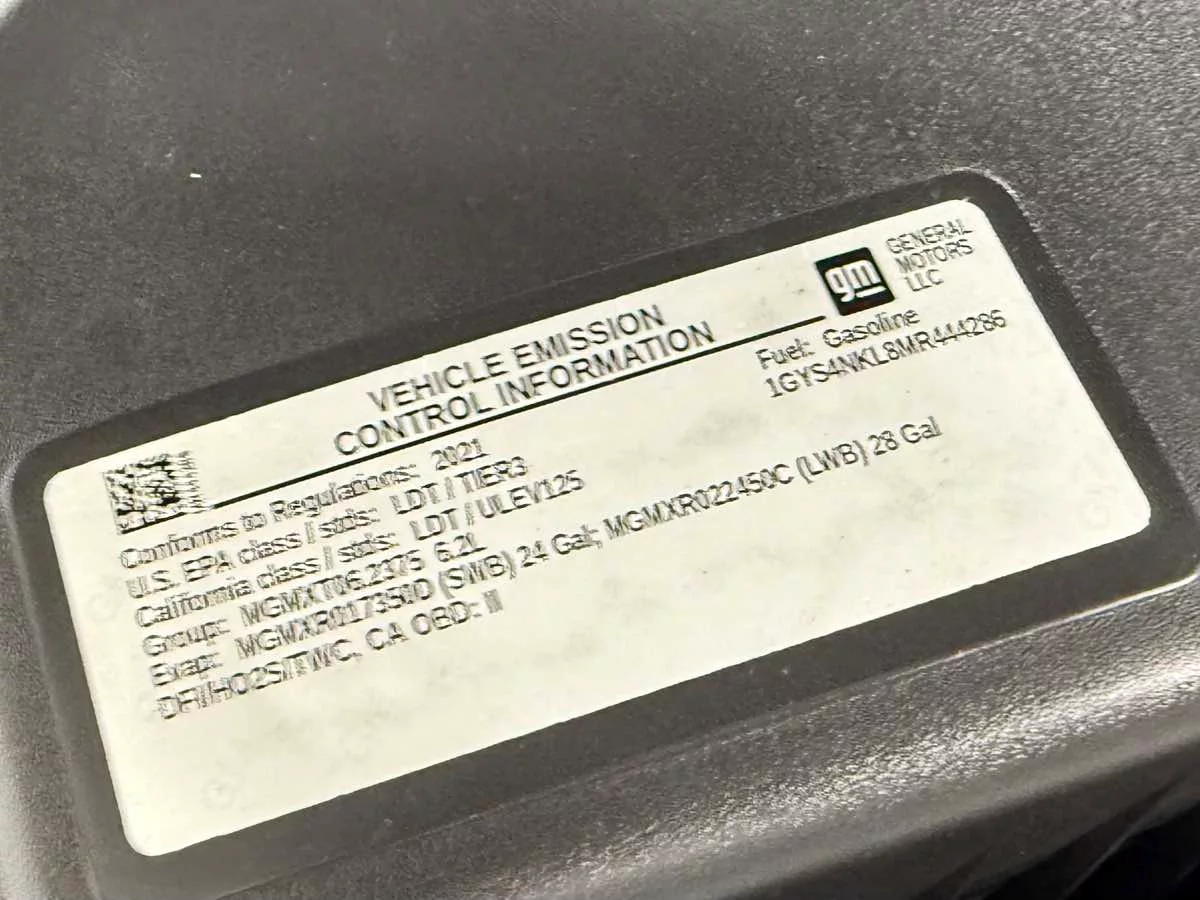 gm
GENERAL
MOTORS
LLC
VEHICLE EMISSION
CONTROL INFORMATION
Fuel: Gasoline
1GYS4NKL8MR444286
Conforms to Regulations: 2021
U.S. EPA class / stds: LDT / TIER3
California class / stds: LDT / ULEV125
Group: MGMXT06.2375 6.2L
Evap: MGMXR0173510D (SWB) 24 Gal; MGMXR022450C (LWB) 28 Gal
DFI/HO2S/TWC, CA OBD: II